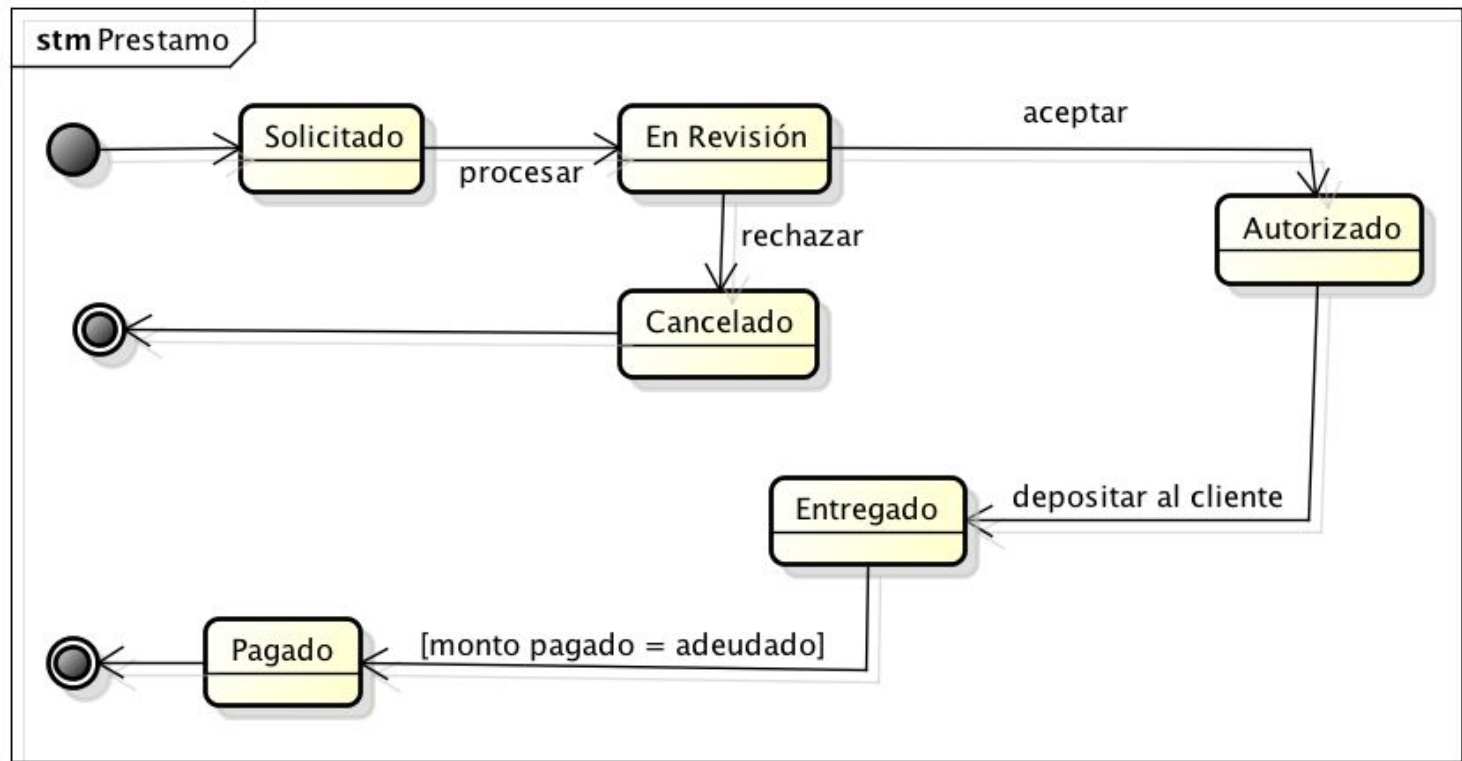 stm Prestamo
aceptar
Solicitado
En Revisión
procesar
rechazar
Autorizado
Cancelado
depositar al cliente
Entregado
[monto pagado = adeudado]
Pagado